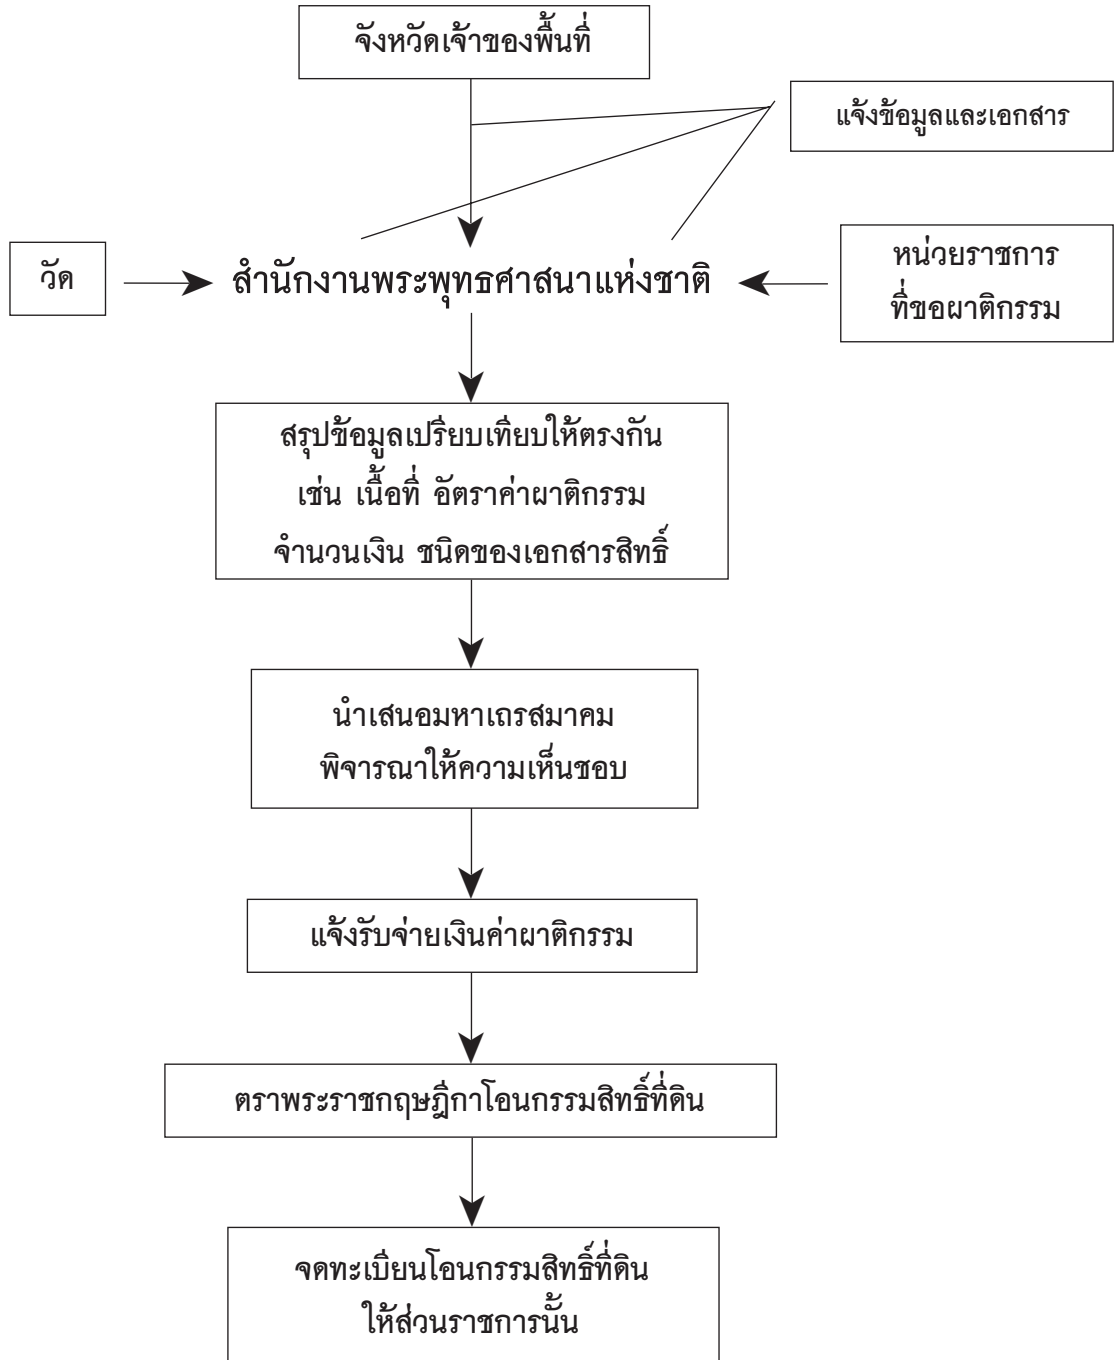 จังหวัดเจ้าของพื้นที่
แจ้งข้อมูลและเอกสาร
วัด
สำนักงานพระพุทธศาสนาแห่งชาติ
หน่วยราชการ
ที่ขอผาติกรรม
สรุปข้อมูลเปรียบเทียบให้ตรงกัน
เช่น เนื้อที่ อัตราค่าผาติกรรม
จำนวนเงิน ชนิดของเอกสารสิทธิ์
นำเสนอมหาเถรสมาคม
พิจารณาให้ความเห็นชอบ
แจ้งรับจ่ายเงินค่าผาติกรรม
ตราพระราชกฤษฎีกาโอนกรรมสิทธิ์ที่ดิน
จดทะเบียนโอนกรรมสิทธิ์ที่ดิน
ให้ส่วนราชการนั้น